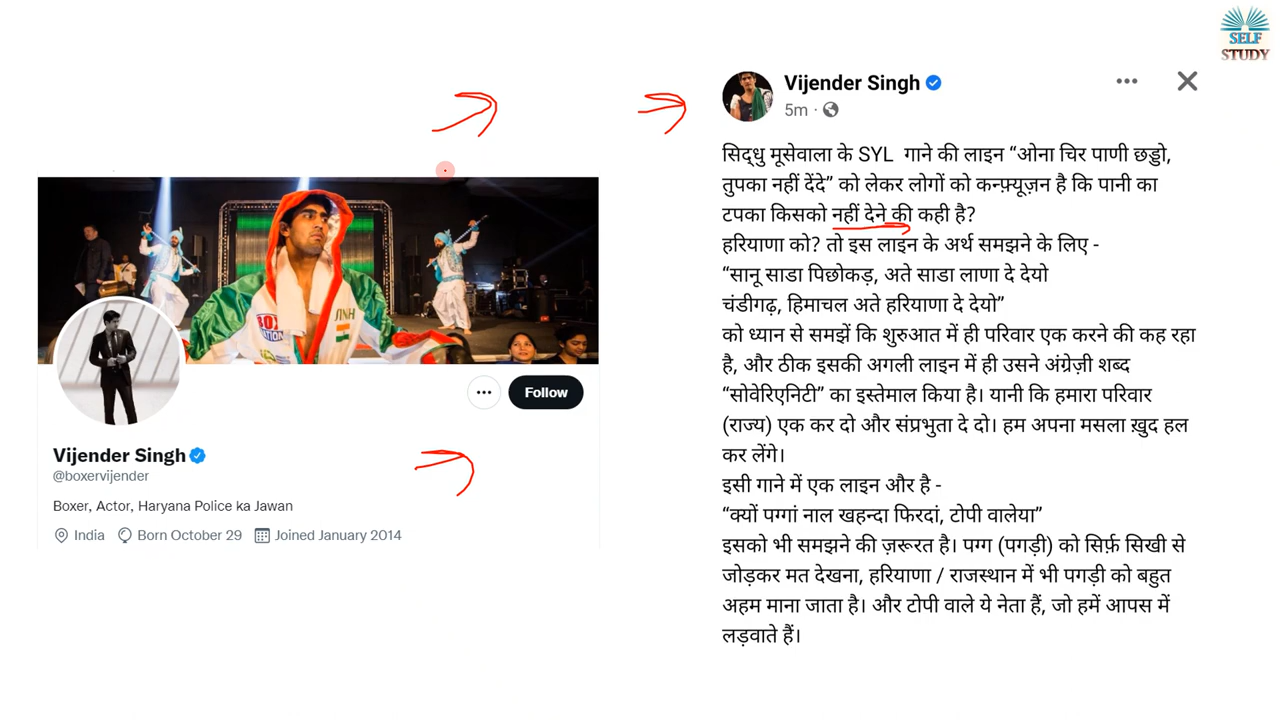 SELF
STUDY
Vijender Singh
5m
सिद्धु मूसेवाला के SYL गाने की लाइन “ओना चिर पाणी छड्डो,
तुपका नहीं देंदे” को लेकर लोगों को कन्फ़्यूज़न है कि पानी का
टपका किसको नहीं देने की कही है?
हरियाणा को? तो इस लाइन के अर्थ समझने के लिए -
“सानू साडा पिछोकड़, अते साडा लाणा दे देयो
चंडीगढ़, हिमाचल अते हरियाणा दे देयो”
को ध्यान से समझें कि शुरुआत में ही परिवार एक करने की कह रहा
है, और ठीक इसकी अगली लाइन में ही उसने अंग्रेज़ी शब्द
“सोवेरिएनिटी” का इस्तेमाल किया है। यानी कि हमारा परिवार
(राज्य) एक कर दो और संप्रभुता दे दो। हम अपना मसला ख़ुद हल
कर लेंगे।
इसी गाने में एक लाइन और है -
“क्यों पग्गां नाल खहन्दा फिरदां, टोपी वालेया”
इसको भी समझने की ज़रूरत है। पग्ग (पगड़ी) को सिर्फ़ सिखी से
जोड़कर मत देखना, हरियाणा / राजस्थान में भी पगड़ी को बहुत
अहम माना जाता है। और टोपी वाले ये नेता हैं, जो हमें आपस में
लड़वाते हैं।
SINH
Follow
Vijender Singh
@boxervijender
Boxer, Actor, Haryana Police ka Jawan
India Born October 29 Joined January 2014